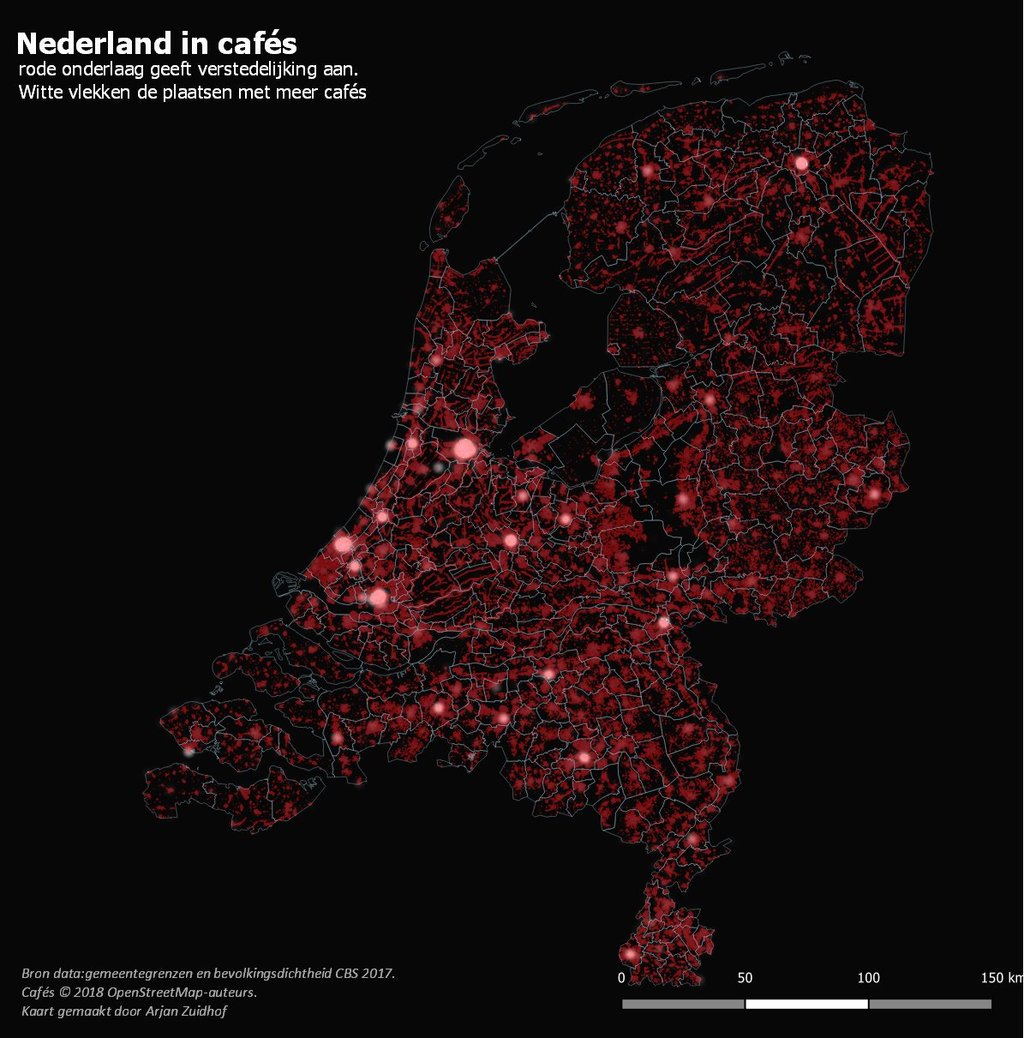 Nederland in cafés
rode onderlaag geeft verstedelijking aan.
Witte vlekken de plaatsen met meer cafés
Bron data:gemeentegrenzen en bevolkingsdichtheid CBS 2017.
Cafés © 2018 OpenStreetMap-auteurs.
Kaart gemaakt door Arjan Zuidhof
0 50 100 150 km